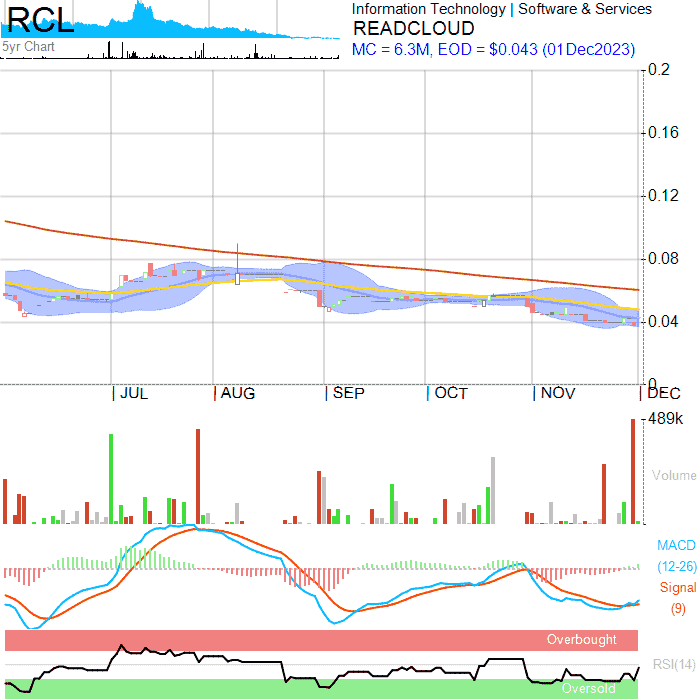 RCL
5yr Chart
Information Technology | Software & Services
READCLOUD
MC = 6.3M, EOD = $0.043 (01Dec2023)
0.2
0.16
0.12
0.08
0.04
0
| JUL | AUG | SEP | OCT | NOV | DEC
489k
Volume
MACD
(12-26)
Signal
(9)
Overbought
RSI(14)
Oversold